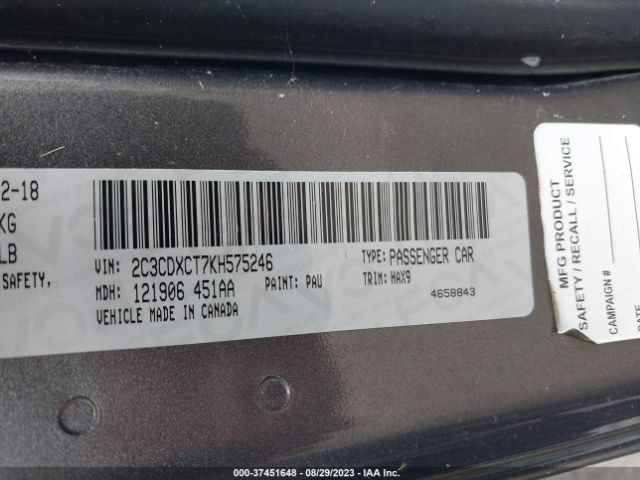 2-18
KG
LB
SAFETY,
VIN: 2C3CDXCT7KH575246
TYPE: PASSENGER CAR
MDH: 121906 451AA
PAINT: PAU
TRIM: HAX9
VEHICLE MADE IN CANADA
4658843
MFG PRODUCT
SAFETY / RECALL / SERVICE
CAMPAIGN #
DATE
000-37451648 - 08/29/2023 - IAA Inc.